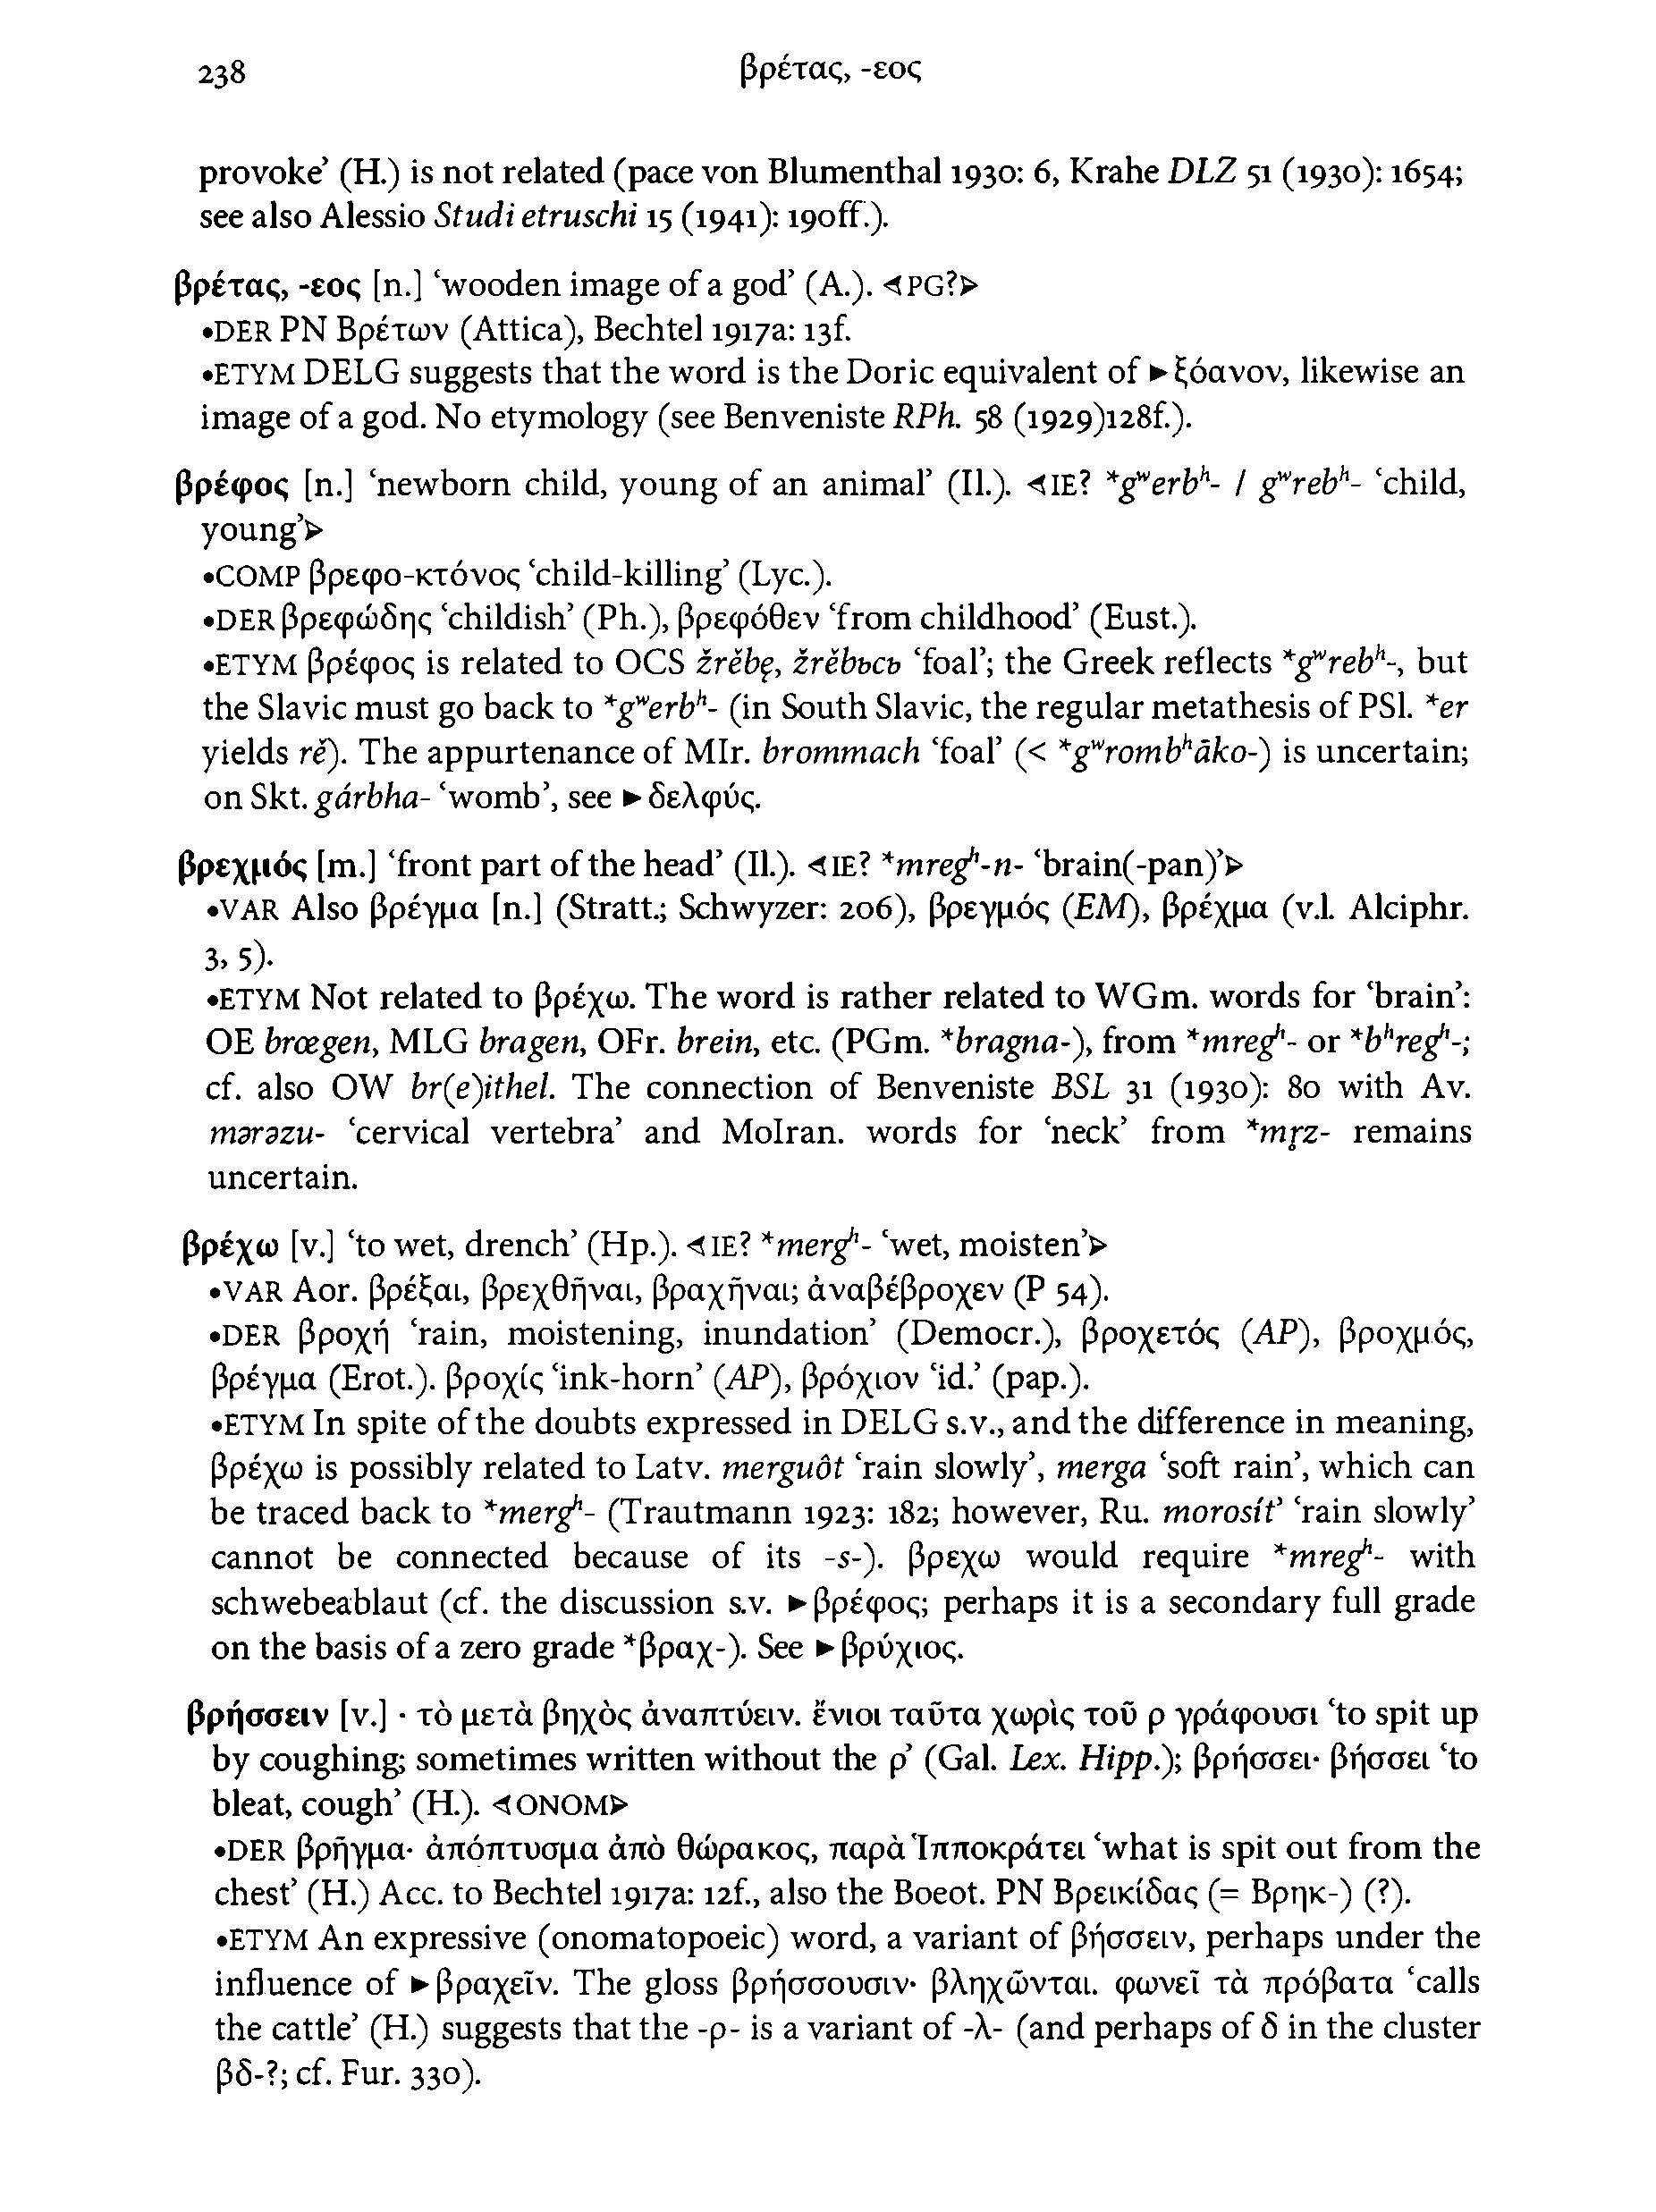 238
βρέτας, -εος
provoke’ (H.) is not related (pace von Blumenthal 1930: 6, Krahe DLZ 51 (1930): 1654;
see also Alessio Studi etruschi 15 (1941): 190ff.).
βρέτας, -εος [n.] ‘wooden image of a god’ (A.). ⊲PG?⊳
•DER PN Βρέτων (Attica), Bechtel 1917a: 13f.
•ETYM DELG suggests that the word is the Doric equivalent of ►ξόανον, likewise an
image of a god. No etymology (see Benveniste RPh. 58 (1929)128f.).
βρέφος [n.] ‘newborn child, young of an animal’ (Il.). ⊲IE? *gʷerbʰ- / gʷrebʰ- ‘child,
young’⊳
•COMP βρεφο-κτόνος ‘child-killing’ (Lyc.).
•DER βρεφώδης ‘childish’ (Ph.), βρεφόθεν ‘from childhood’ (Eust.).
•ETYM βρέφος is related to OCS žrěbę, žrěbьcь ‘foal’; the Greek reflects *gʷrebʰ-, but
the Slavic must go back to *gʷerbʰ- (in South Slavic, the regular metathesis of PSl. *er
yields rě). The appurtenance of MIr. brommach ‘foal’ (< *gʷrombʰāko-) is uncertain;
on Skt. gárbha- ‘womb’, see ►δελφύς.
βρεχμός [m.] ‘front part of the head’ (Il.). ⊲IE? *mregʰ-n- ‘brain(-pan)’⊳
•VAR Also βρέγμα [n.] (Stratt.; Schwyzer: 206), βρεγμός (EM), βρέχμα (v.l. Alciphr.
3, 5).
•ETYM Not related to βρέχω. The word is rather related to WGm. words for ‘brain’:
OE brœgen, MLG bragen, OFr. brein, etc. (PGm. *bragna-), from *mregʰ- or *bʰregʰ-;
cf. also OW br(e)ithel. The connection of Benveniste BSL 31 (1930): 80 with Av.
mərəzu- ‘cervical vertebra’ and MoIran. words for ‘neck’ from *mr̥z- remains
uncertain.
βρέχω [v.] ‘to wet, drench’ (Hp.). ⊲IE? *mergʰ- ‘wet, moisten’⊳
•VAR Aor. βρέξαι, βρεχθῆναι, βραχῆναι; ἀναβέβροχεν (P 54).
•DER βροχή ‘rain, moistening, inundation’ (Democr.), βροχετός (AP), βροχμός,
βρέγμα (Erot.). βροχίς ‘ink-horn’ (AP), βρόχιον ‘id.’ (pap.).
•ETYM In spite of the doubts expressed in DELG s.v., and the difference in meaning,
βρέχω is possibly related to Latv. merguôt ‘rain slowly’, merga ‘soft rain’, which can
be traced back to *mergʰ- (Trautmann 1923: 182; however, Ru. morosít’ ‘rain slowly’
cannot be connected because of its -s-). βρεχω would require *mregʰ- with
schwebeablaut (cf. the discussion s.v. ►βρέφος; perhaps it is a secondary full grade
on the basis of a zero grade *βραχ-). See ►βρύχιος.
βρήσσειν [v.] · τὸ μετὰ βηχὸς ἀναπτύειν. ἔνιοι ταῦτα χωρὶς τοῦ ρ γράφουσι ‘to spit up
by coughing; sometimes written without the ρ’ (Gal. Lex. Hipp.); βρήσσει· βήσσει ‘to
bleat, cough’ (H.). ⊲ONOM⊳
•DER βρῆγμα· ἀπόπτυσμα ἀπὸ θώρακος, παρὰ Ἱπποκράτει ‘what is spit out from the
chest’ (H.) Acc. to Bechtel 1917a: 12f., also the Boeot. PN Βρεικίδας (= Βρηκ-) (?).
•ETYM An expressive (onomatopoeic) word, a variant of βήσσειν, perhaps under the
influence of ►βραχεῖν. The gloss βρήσσουσιν· βληχῶνται. φωνεῖ τὰ πρόβατα ‘calls
the cattle’ (H.) suggests that the -ρ- is a variant of -λ- (and perhaps of δ in the cluster
βδ-?; cf. Fur. 330).